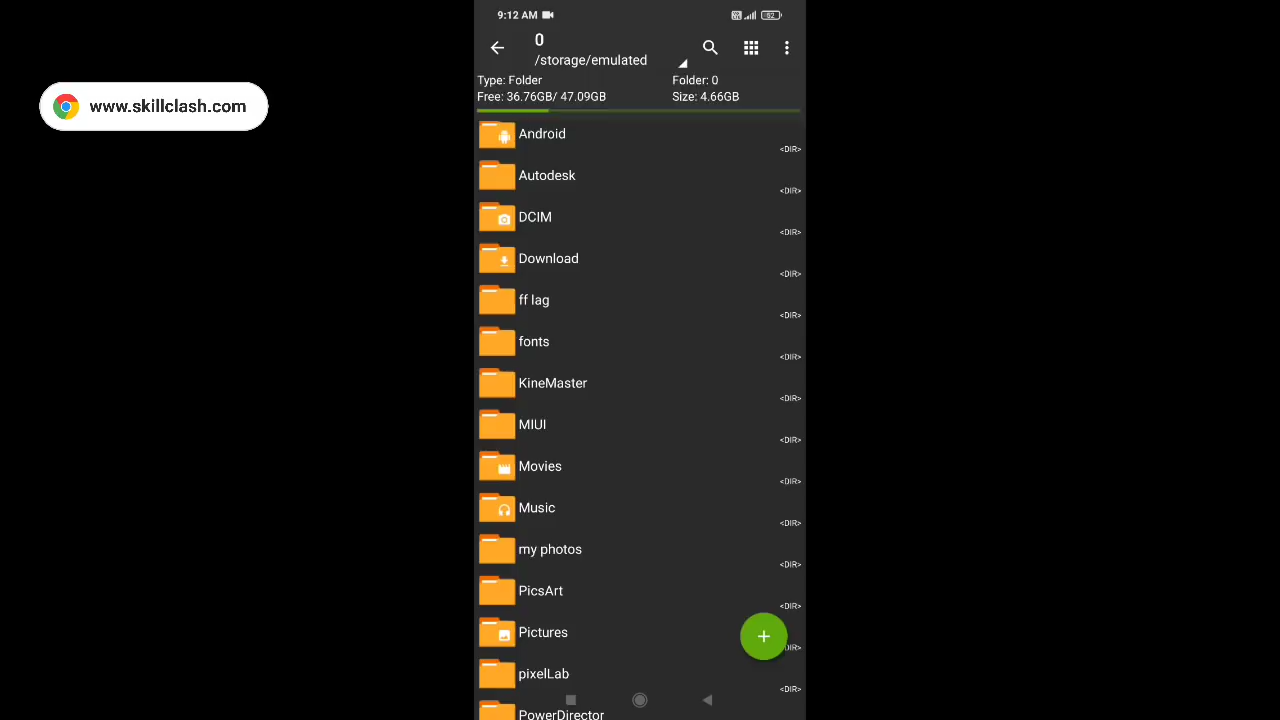 9:12 AM
62
www.skillclash.com
0
/storage/emulated
Type: Folder
Folder: 0
Free: 36.76GB/ 47.09GB
Size: 4.66GB
Android
<DIR>
Autodesk
<DIR>
DCIM
<DIR>
Download
<DIR>
ff lag
<DIR>
fonts
<DIR>
KineMaster
<DIR>
MIUI
<DIR>
Movies
<DIR>
Music
<DIR>
my photos
<DIR>
PicsArt
<DIR>
Pictures
DIR>
pixelLab
<DIR>
PowerDirector